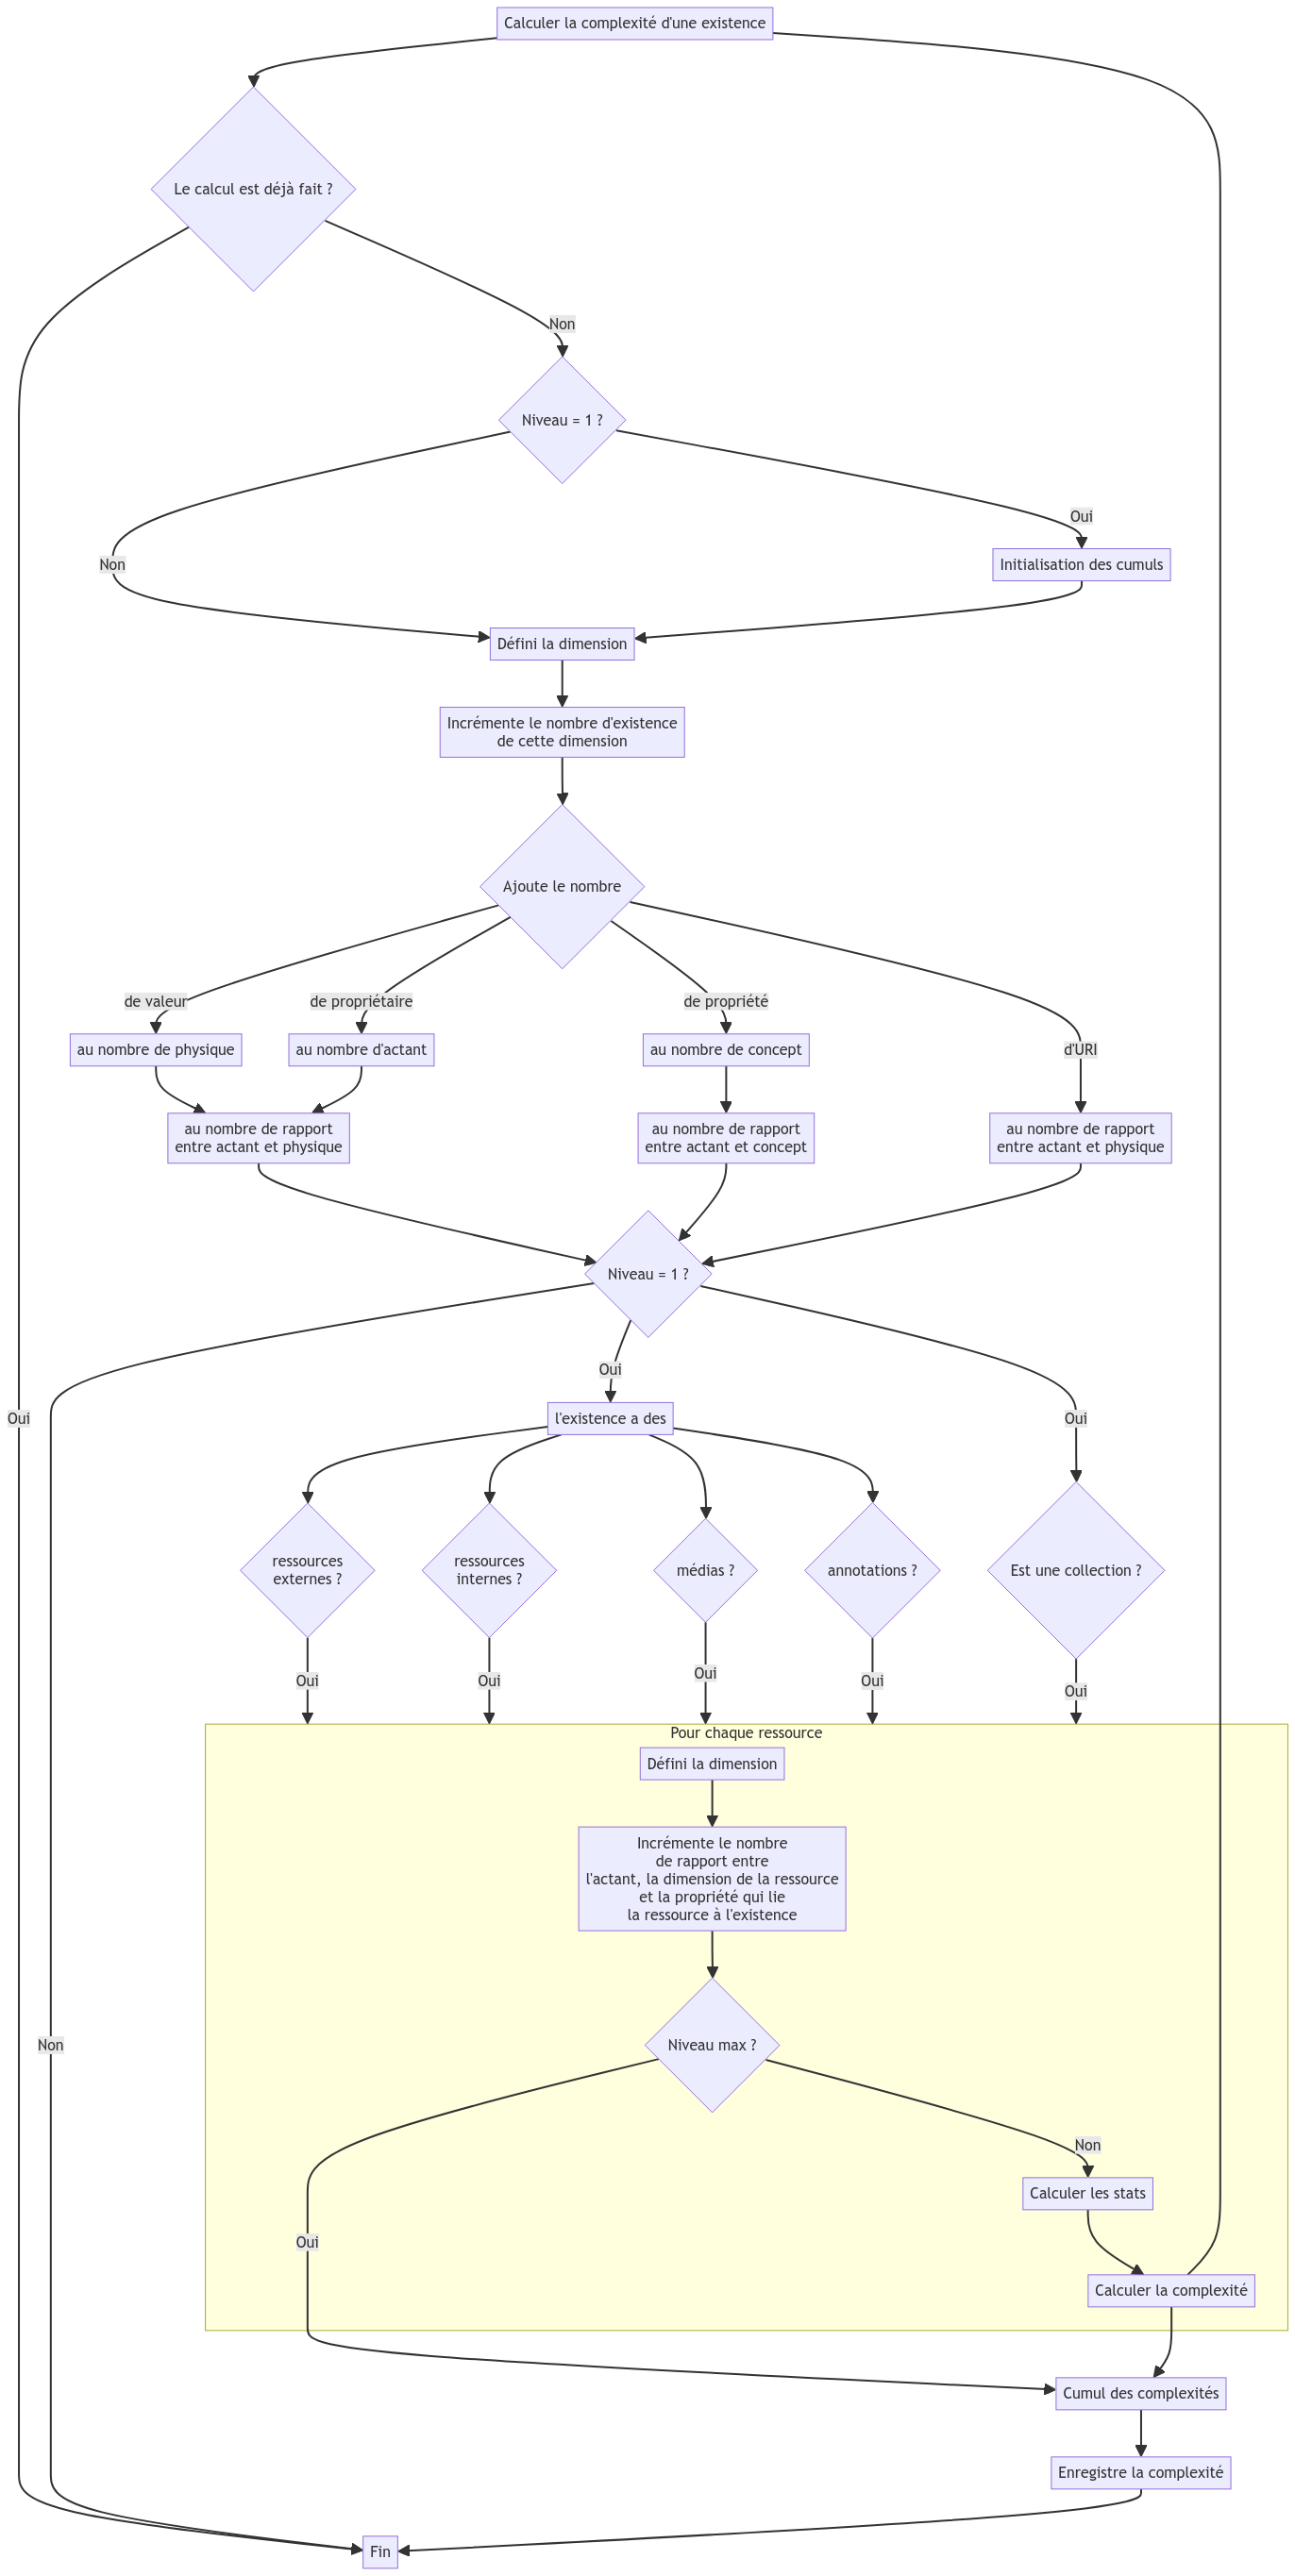 Calculer la complexité d'une existence
Le calcul est déjà fait ?
Non
Niveau = 1 ?
Oui
Non
Initialisation des cumuls
Défini la dimension
Incrémente le nombre d'existence
de cette dimension
Ajoute le nombre
de valeur
de propriétaire
de propriété
d'URI
au nombre de physique
au nombre d'actant
au nombre de concept
au nombre de rapport
entre actant et physique
au nombre de rapport
entre actant et concept
au nombre de rapport
entre actant et physique
Niveau = 1 ?
Oui
Oui
Oui
l'existence a des
ressources
externes ?
ressources
internes ?
médias ?
annotations ?
Est une collection ?
Oui
Oui
Oui
Oui
Oui
Pour chaque ressource
Défini la dimension
Incrémente le nombre
de rapport entre
l'actant, la dimension de la ressource
et la propriété qui lie
la ressource à l'existence
Non
Niveau max ?
Non
Calculer les stats
Oui
Calculer la complexité
Cumul des complexités
Enregistre la complexité
Fin